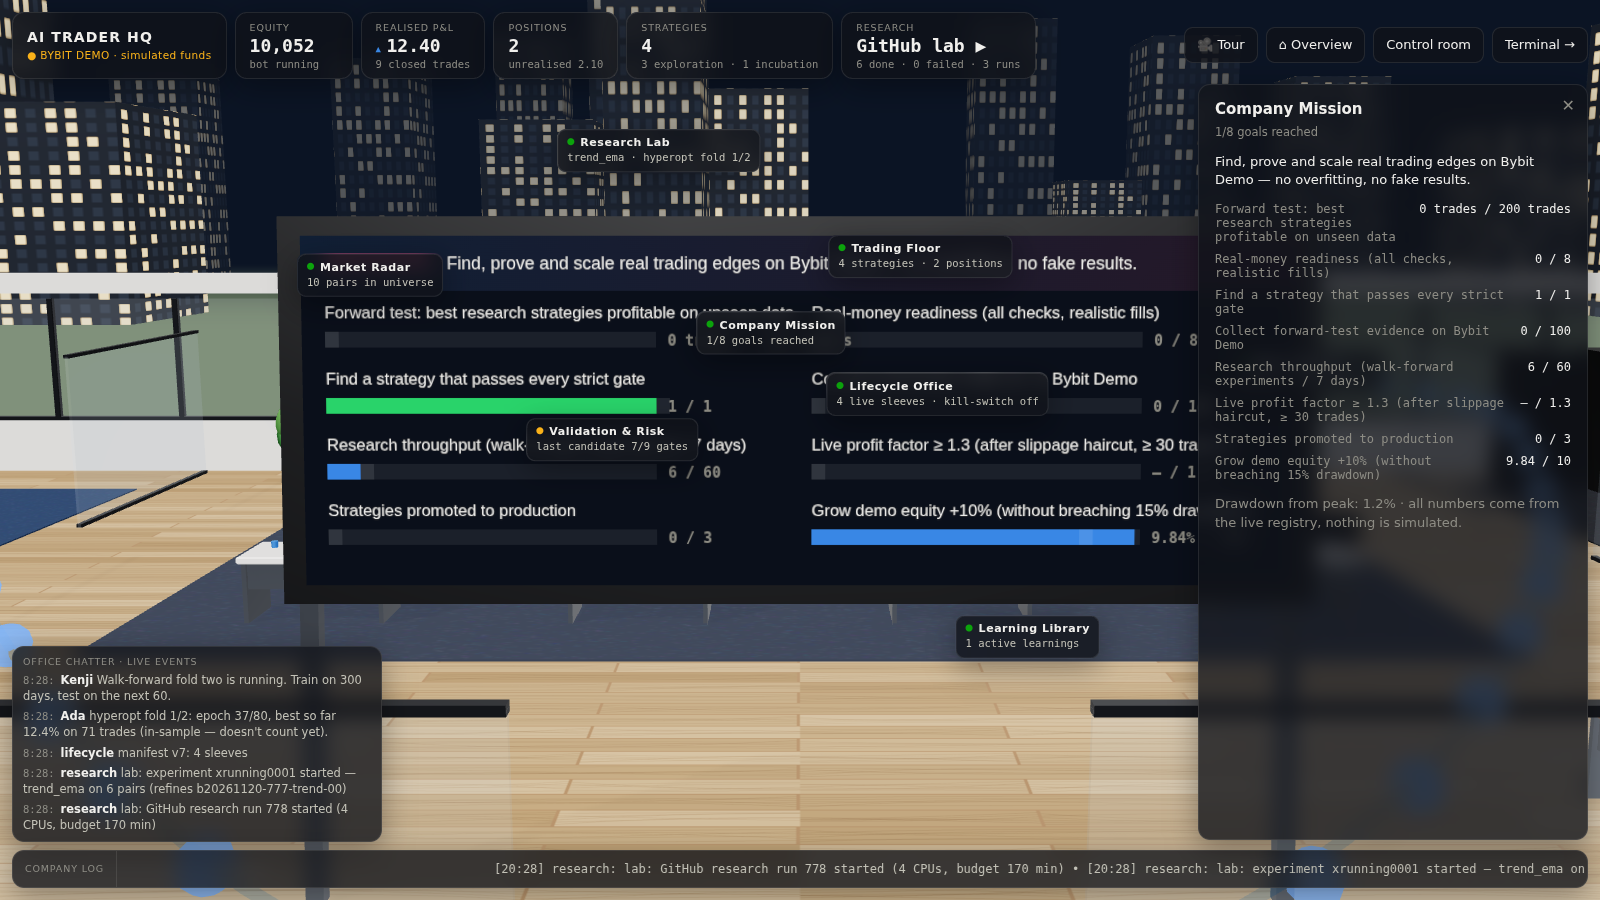 AI TRADER HQ
● BYBIT DEMO · simulated funds
EQUITY
10,052
bot running
REALISED P&L
▲ 12.40
9 closed trades
POSITIONS
2
unrealised 2.10
STRATEGIES
4
3 exploration · 1 incubation
RESEARCH
GitHub lab ▶
6 done · 0 failed · 3 runs
🎥 Tour
⌂ Overview
Control room
Terminal →
Research Lab
trend_ema · hyperopt fold 1/2
Market Radar
10 pairs in universe
Trading Floor
4 strategies · 2 positions
Company Mission
1/8 goals reached
Lifecycle Office
4 live sleeves · kill-switch off
Validation & Risk
last candidate 7/9 gates
Learning Library
1 active learnings
Find, prove and scale real trading edges on Bybit
no fake results.
Forward test: best research strategies profitable on
-money readiness (all checks, realistic fills)
0 t
0 / 8
Find a strategy that passes every strict gate
Bybit Demo
1 / 1
0 / 1
Research throughput (walk-
days)
Live profit factor ≥ 1.3 (after slippage haircut, ≥ 30 tra
6 / 60
— / 1
Strategies promoted to production
Grow demo equity +10% (without breaching 15% dra
0 / 3
9.84%
Company Mission
×
1/8 goals reached
Find, prove and scale real trading edges on Bybit
Demo — no overfitting, no fake results.
Forward test: best 0 trades / 200 trades
research strategies
profitable on unseen data
Real-money readiness (all checks, 0 / 8
realistic fills)
Find a strategy that passes every strict 1 / 1
gate
Collect forward-test evidence on Bybit 0 / 100
Demo
Research throughput (walk-forward 6 / 60
experiments / 7 days)
Live profit factor ≥ 1.3 (after slippage — / 1.3
haircut, ≥ 30 trades)
Strategies promoted to production 0 / 3
Grow demo equity +10% (without 9.84 / 10
breaching 15% drawdown)
Drawdown from peak: 1.2% · all numbers come from
the live registry, nothing is simulated.
OFFICE CHATTER · LIVE EVENTS
8:28: Kenji Walk-forward fold two is running. Train on 300
days, test on the next 60.
8:28: Ada hyperopt fold 1/2: epoch 37/80, best so far
12.4% on 71 trades (in-sample — doesn't count yet).
8:28: lifecycle manifest v7: 4 sleeves
8:28: research lab: experiment xrunning0001 started —
trend_ema on 6 pairs (refines b20261120-777-trend-00)
8:28: research lab: GitHub research run 778 started (4
CPUs, budget 170 min)
COMPANY LOG
[20:28] research: lab: GitHub research run 778 started (4 CPUs, budget 170 min) • [20:28] research: lab: experiment xrunning0001 started — trend_ema on